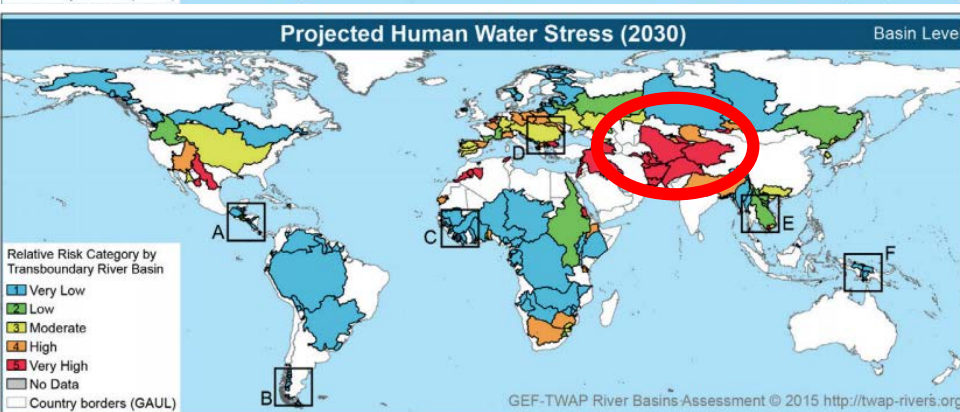 Projected Human Water Stress (2030)
Basin Leve
A
B
C
D
E
F
Relative Risk Category by
Transboundary River Basin
1 Very Low
2 Low
3 Moderate
4 High
5 Very High
No Data
Country borders (GAUL)
GEF-TWAP River Basins Assessment © 2015 http://twap-rivers.org